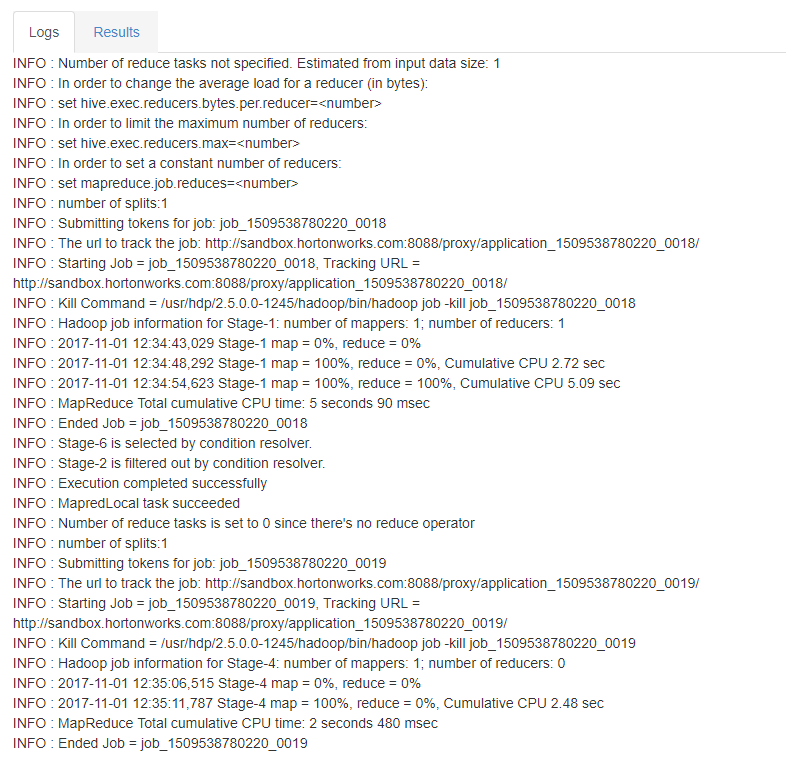 Logs Results
INFO : Number of reduce tasks not specified. Estimated from input data size: 1
INFO : In order to change the average load for a reducer (in bytes):
INFO : set hive.exec.reducers.bytes.per.reducer=<number>
INFO : In order to limit the maximum number of reducers:
INFO : set hive.exec.reducers.max=<number>
INFO : In order to set a constant number of reducers:
INFO : set mapreduce.job.reduces=<number>
INFO : number of splits:1
INFO : Submitting tokens for job: job_1509538780220_0018
INFO : The url to track the job: http://sandbox.hortonworks.com:8088/proxy/application_1509538780220_0018/
INFO : Starting Job = job_1509538780220_0018, Tracking URL =
http://sandbox.hortonworks.com:8088/proxy/application_1509538780220_0018/
INFO : Kill Command = /usr/hdp/2.5.0.0-1245/hadoop/bin/hadoop job -kill job_1509538780220_0018
INFO : Hadoop job information for Stage-1: number of mappers: 1; number of reducers: 1
INFO : 2017-11-01 12:34:43,029 Stage-1 map = 0%, reduce = 0%
INFO : 2017-11-01 12:34:48,292 Stage-1 map = 100%, reduce = 0%, Cumulative CPU 2.72 sec
INFO : 2017-11-01 12:34:54,623 Stage-1 map = 100%, reduce = 100%, Cumulative CPU 5.09 sec
INFO : MapReduce Total cumulative CPU time: 5 seconds 90 msec
INFO : Ended Job = job_1509538780220_0018
INFO : Stage-6 is selected by condition resolver.
INFO : Stage-2 is filtered out by condition resolver.
INFO : Execution completed successfully
INFO : MapredLocal task succeeded
INFO : Number of reduce tasks is set to 0 since there's no reduce operator
INFO : number of splits:1
INFO : Submitting tokens for job: job_1509538780220_0019
INFO : The url to track the job: http://sandbox.hortonworks.com:8088/proxy/application_1509538780220_0019/
INFO : Starting Job = job_1509538780220_0019, Tracking URL =
http://sandbox.hortonworks.com:8088/proxy/application_1509538780220_0019/
INFO : Kill Command = /usr/hdp/2.5.0.0-1245/hadoop/bin/hadoop job -kill job_1509538780220_0019
INFO : Hadoop job information for Stage-4: number of mappers: 1; number of reducers: 0
INFO : 2017-11-01 12:35:06,515 Stage-4 map = 0%, reduce = 0%
INFO : 2017-11-01 12:35:11,787 Stage-4 map = 100%, reduce = 0%, Cumulative CPU 2.48 sec
INFO : MapReduce Total cumulative CPU time: 2 seconds 480 msec
INFO : Ended Job = job_1509538780220_0019